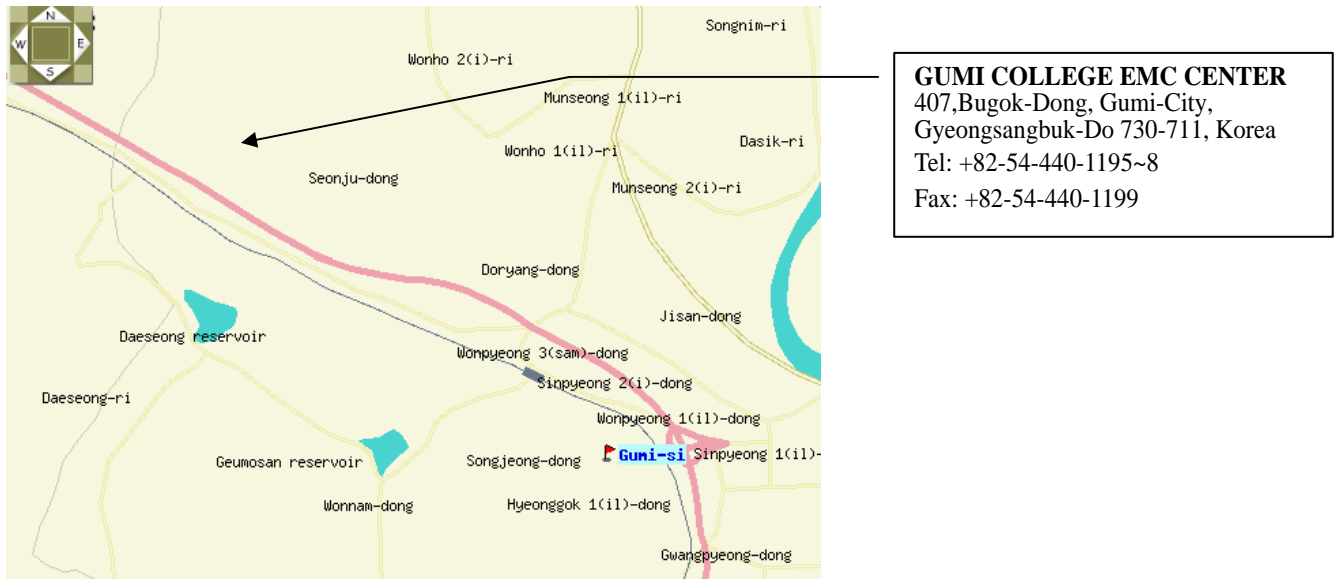 N
W E
S
Songnim-ri
Wonho 2(i)-ri
Munseong 1(il)-ri
Dasik-ri
Wonho 1(il)-ri
Seonju-dong
Munseong 2(i)-ri
Doryang-dong
Jisan-dong
Daeseong reservoir
Wonpyeong 3(sam)-dong
Sinpyeong 2(i)-dong
Daeseong-ri
Wonpyeong 1(il)-dong
Geumosan reservoir
Songjeong-dong
Gumi-si
Sinpyeong 1(il)-
Wonnam-dong
Hyeonggok 1(il)-dong
Gwangpyeong-dong
GUMI COLLEGE EMC CENTER
407,Bugok-Dong, Gumi-City,
Gyeongsangbuk-Do 730-711, Korea
Tel: +82-54-440-1195~8
Fax: +82-54-440-1199